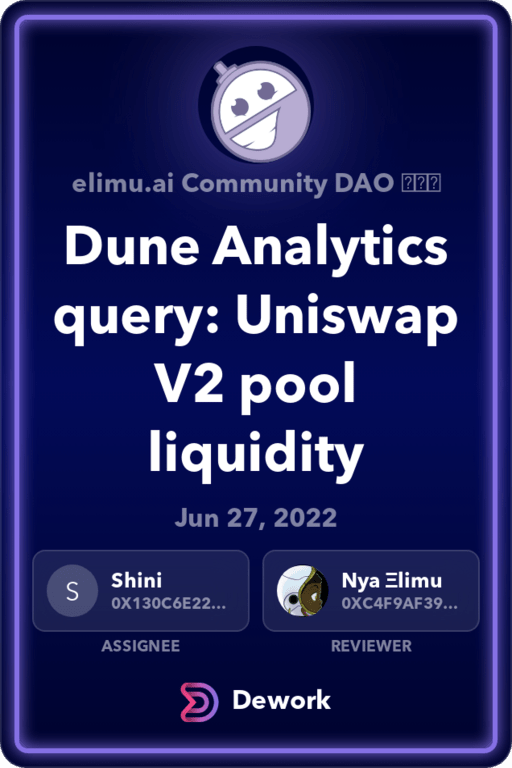 elimu.ai Community DAO
Dune Analytics
query: Uniswap
V2 pool
liquidity
Jun 27, 2022
S
Shini
0X130C6E22...
ASSIGNEE
Nya Ξlimu
0XC4F9AF39...
REVIEWER
Dework